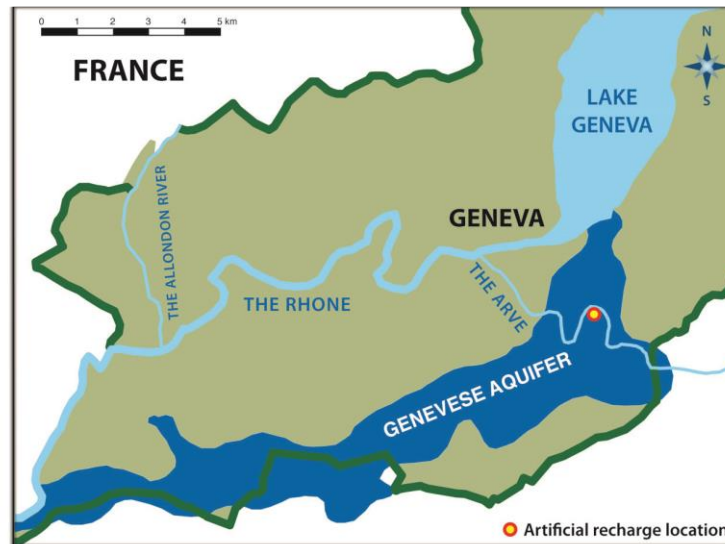 0 1 2 3 4 5 km
FRANCE
N
S
LAKE
GENEVA
GENEVA
THE ALLONDON RIVER
THE RHONE
THE ARVE
GENEVESE AQUIFER
Artificial recharge location